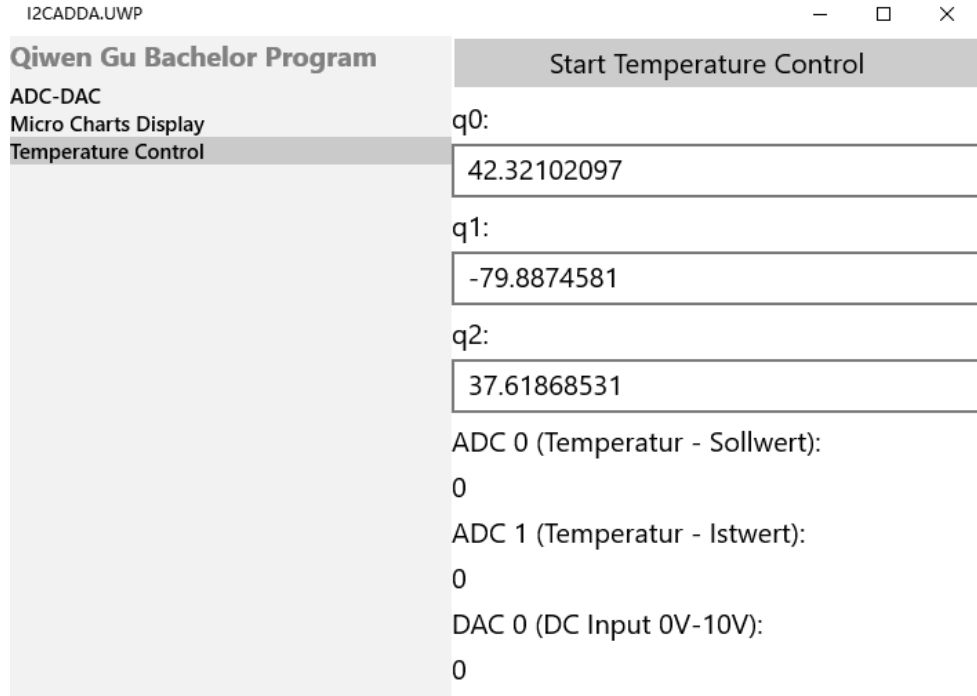 I2CADDA.UWP
Qiwen Gu Bachelor Program
ADC-DAC
Micro Charts Display
Temperature Control
Start Temperature Control
q0:
42.32102097
q1:
-79.8874581
q2:
37.61868531
ADC 0 (Temperatur - Sollwert):
0
ADC 1 (Temperatur - Istwert):
0
DAC 0 (DC Input 0V-10V):
0